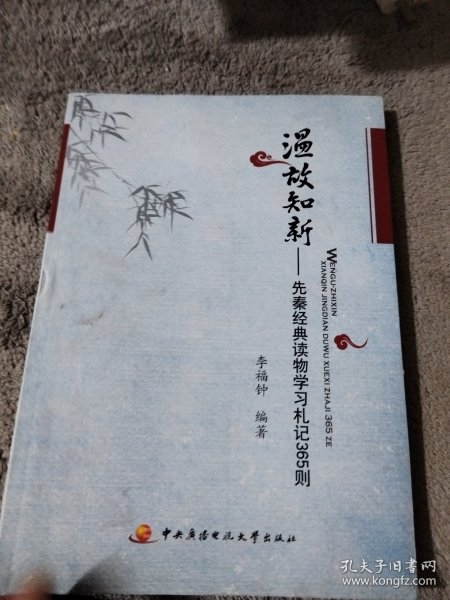 温故知新
——先秦经典读物学习札记365则
WENGU-ZHIXIN
XIANQIN JINGDIAN DUWU XUEXI ZHAJI 365 ZE
李福钟 编著
中央广播电视大学出版社
孔夫子旧书网
www.kongfz.com